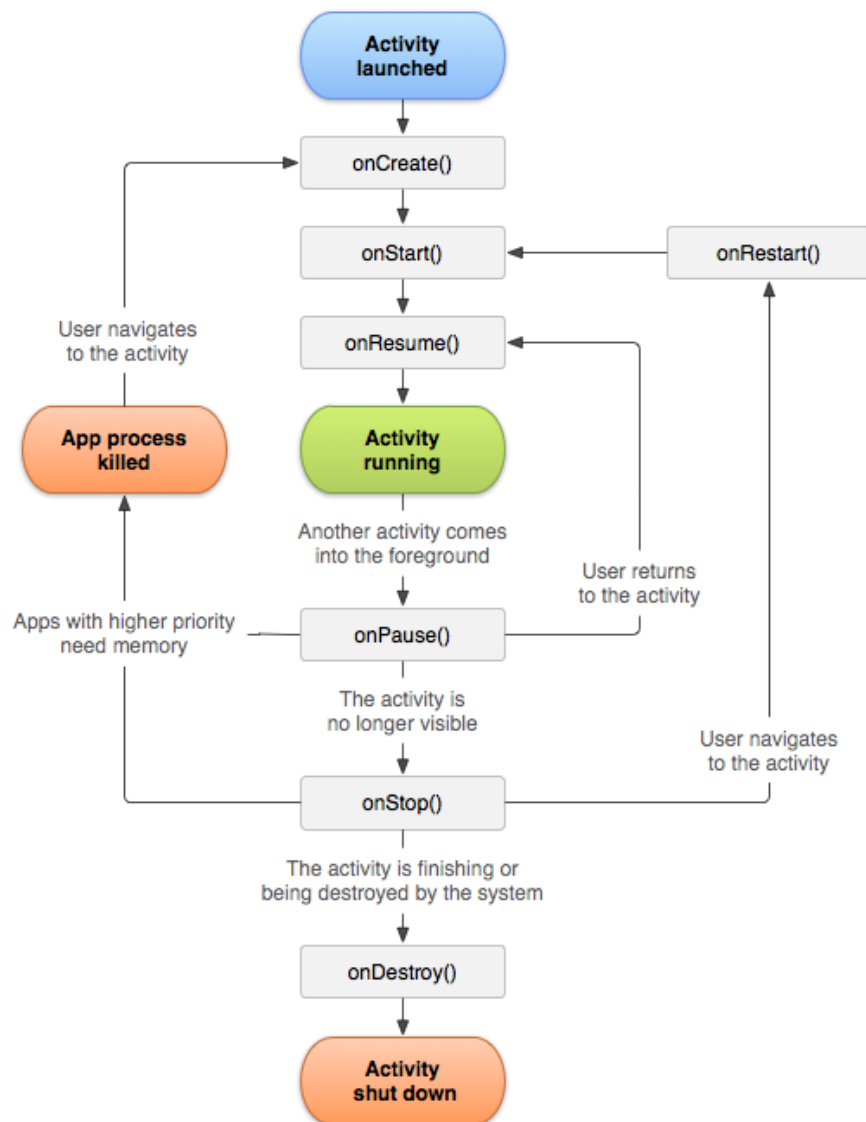 Activity
launched
onCreate()
onStart()
onRestart()
User navigates
to the activity
onResume()
App process
killed
Activity
running
Another activity comes
into the foreground
User returns
to the activity
Apps with higher priority
need memory
onPause()
The activity is
no longer visible
User navigates
to the activity
onStop()
The activity is finishing or
being destroyed by the system
onDestroy()
Activity
shut down